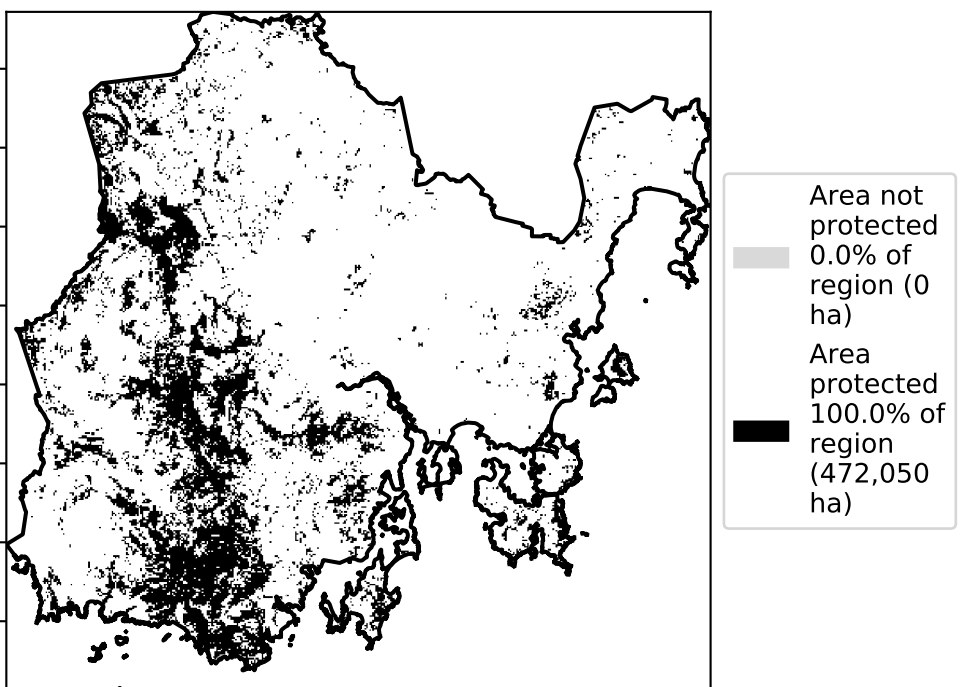 Area not
protected
0.0% of
region (0
ha)
Area
protected
100.0% of
region
(472,050
ha)